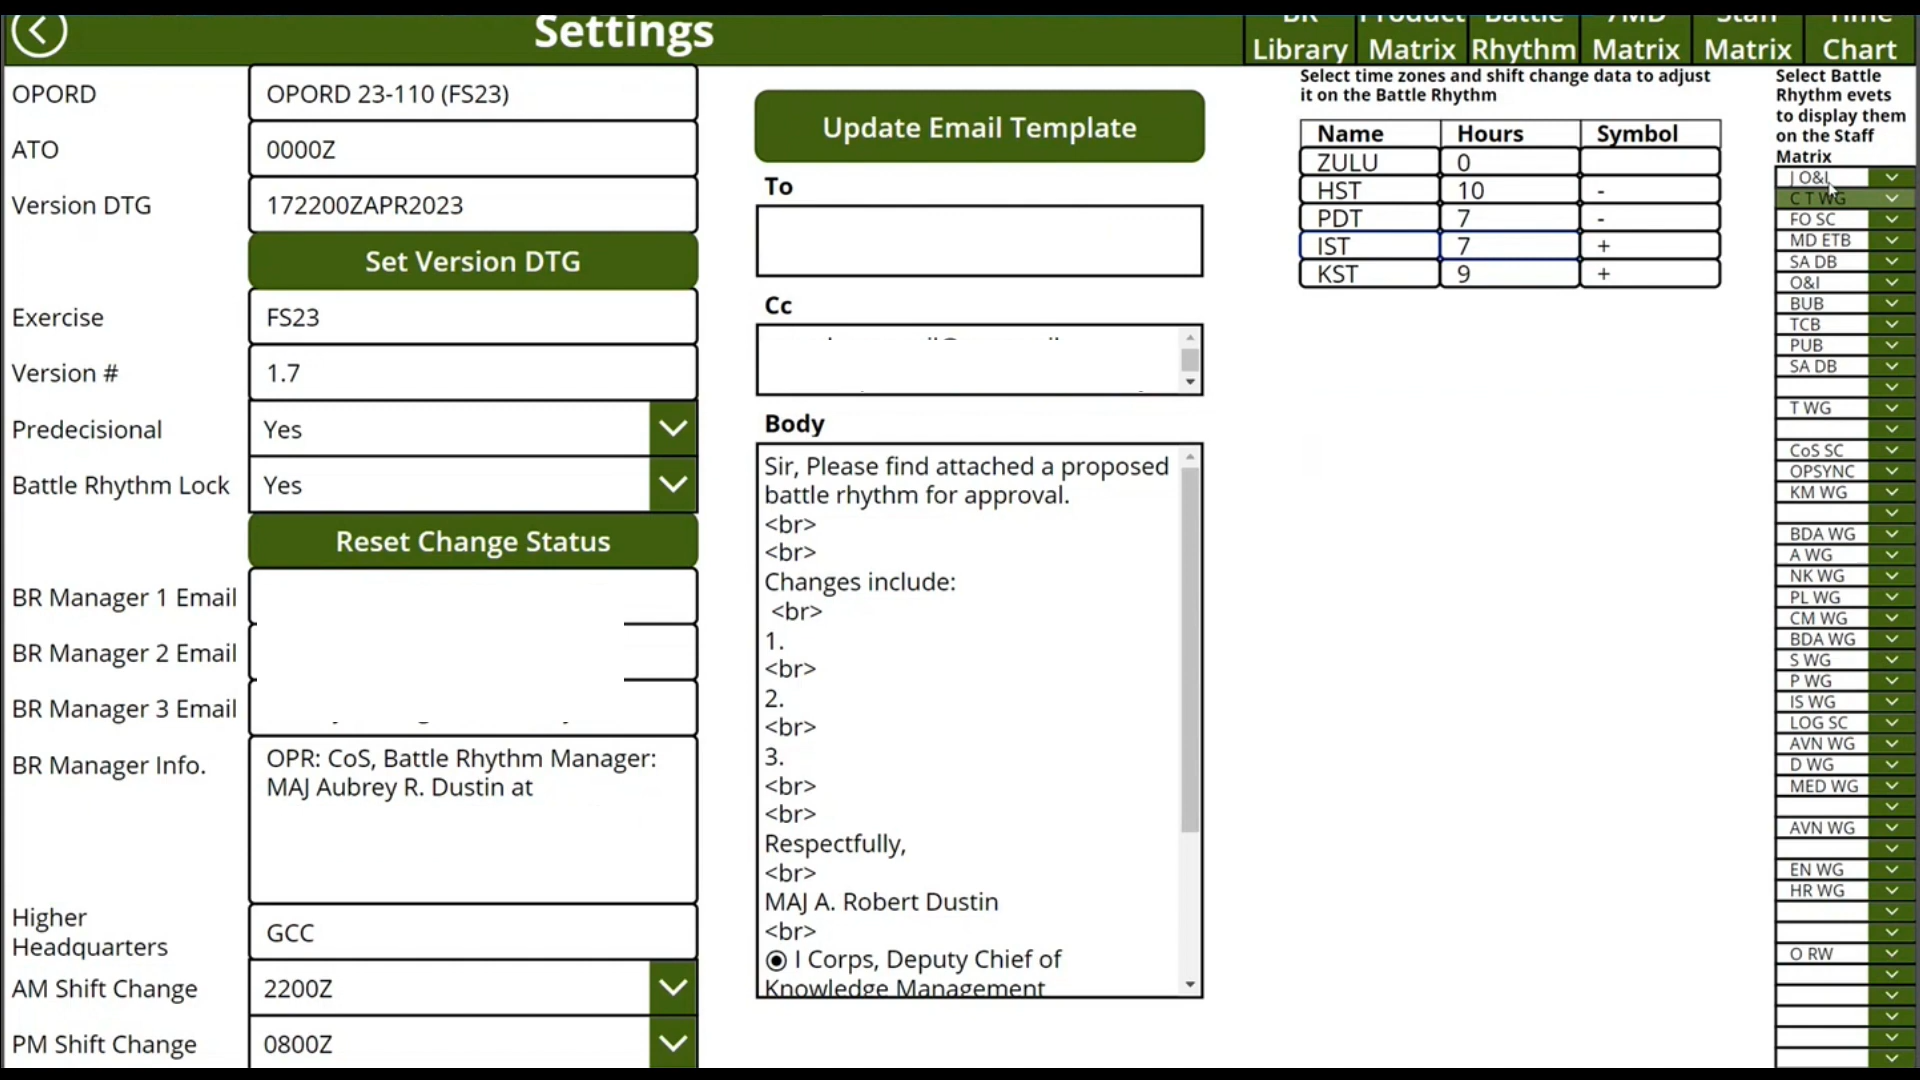 Settings
BR Library
Product Matrix
Battle Rhythm
7MD Matrix
Staff Matrix
Time Chart
OPORD
OPORD 23-110 (FS23)
ATO
0000Z
Version DTG
172200ZAPR2023
Set Version DTG
Exercise
FS23
Version #
1.7
Predecisional
Yes
Battle Rhythm Lock
Yes
Reset Change Status
BR Manager 1 Email
BR Manager 2 Email
BR Manager 3 Email
BR Manager Info.
OPR: CoS, Battle Rhythm Manager:
MAJ Aubrey R. Dustin at
Higher
Headquarters
GCC
AM Shift Change
2200Z
PM Shift Change
0800Z
Update Email Template
To
Cc
Body
Sir, Please find attached a proposed
battle rhythm for approval.
<br>
<br>
Changes include:
<br>
1.
<br>
2.
<br>
3.
<br>
<br>
Respectfully,
<br>
MAJ A. Robert Dustin
<br>
I Corps, Deputy Chief of
Knowledge Management
Select time zones and shift change data to adjust
it on the Battle Rhythm
Name Hours Symbol
ZULU 0
HST 10 -
PDT 7 -
IST 7 +
KST 9 +
Select Battle
Rhythm evets
to display them
on the Staff
Matrix
J O&I
C T WG
FO SC
MD ETB
SA DB
O&I
BUB
TCB
PUB
SA DB
T WG
CoS SC
OPSYNC
KM WG
BDA WG
A WG
NK WG
PL WG
CM WG
BDA WG
S WG
P WG
IS WG
LOG SC
AVN WG
D WG
MED WG
AVN WG
EN WG
HR WG
O RW